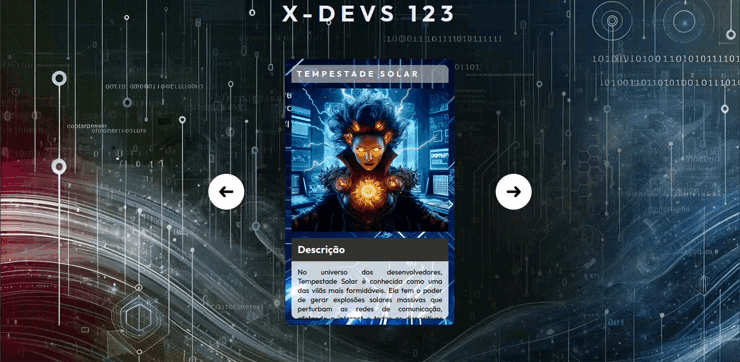 X-DEVS 123
TEMPESTADE SOLAR
Descrição
No universo dos desenvolvedores,
Tempestade Solar é conhecida como uma
das vilãs mais formidáveis. Ela tem o poder
de gerar explosões solares massivas que
perturbam as redes de comunicação,